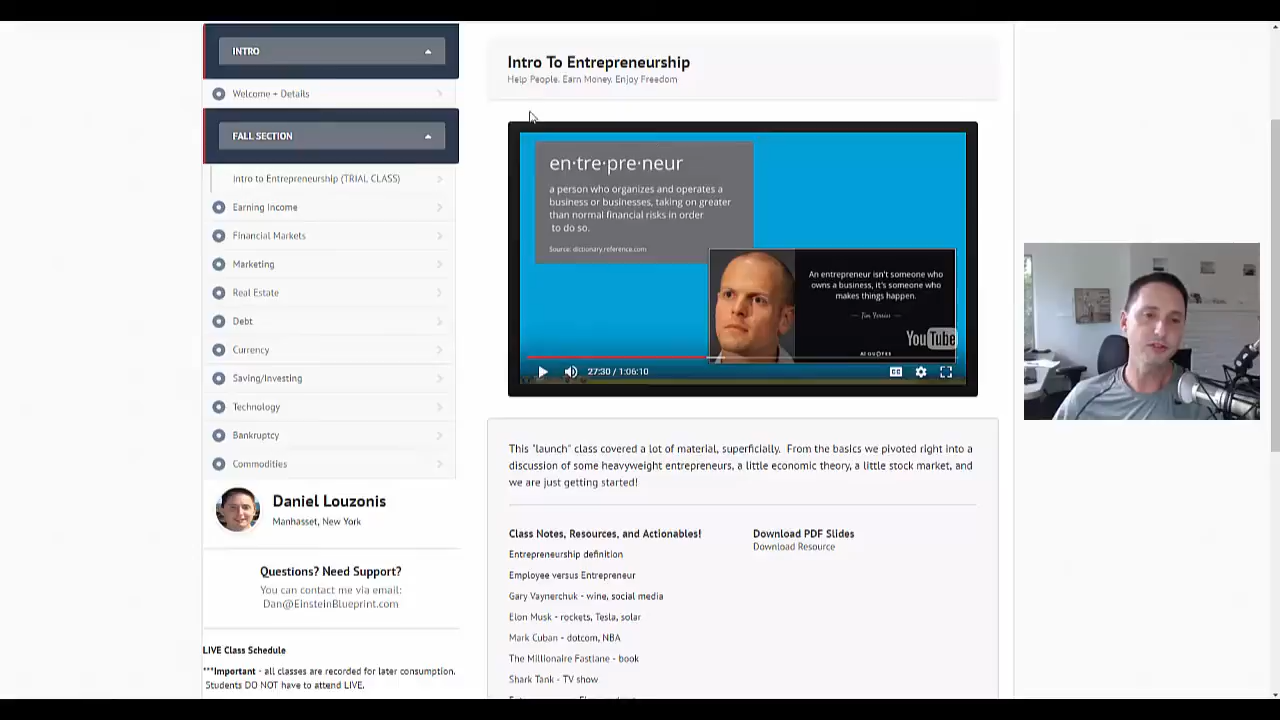 INTRO
Welcome + Details
FALL SECTION
Intro to Entrepreneurship (TRIAL CLASS)
Earning Income
Financial Markets
Marketing
Real Estate
Debt
Currency
Saving/Investing
Technology
Bankruptcy
Commodities
Daniel Louzonis
Manhasset, New York
Questions? Need Support?
You can contact me via email:
Dan@EinsteinBlueprint.com
LIVE Class Schedule
***Important - all classes are recorded for later consumption.
Students DO NOT have to attend LIVE.
Intro To Entrepreneurship
Help People. Earn Money. Enjoy Freedom
en·tre·pre·neur
a person who organizes and operates a
business or businesses, taking on greater
than normal financial risks in order
to do so.
Source: dictionary.reference.com
An entrepreneur isn't someone who
owns a business, it's someone who
makes things happen.
YouTube
AZ QUOTES
27:30 / 1:06:10
CC
This "launch" class covered a lot of material, superficially. From the basics we pivoted right into a
discussion of some heavyweight entrepreneurs, a little economic theory, a little stock market, and
we are just getting started!
Class Notes, Resources, and Actionables!
Entrepreneurship definition
Employee versus Entrepreneur
Gary Vaynerchuk - wine, social media
Elon Musk - rockets, Tesla, solar
Mark Cuban - dotcom, NBA
The Millionaire Fastlane - book
Shark Tank - TV show
Download PDF Slides
Download Resource